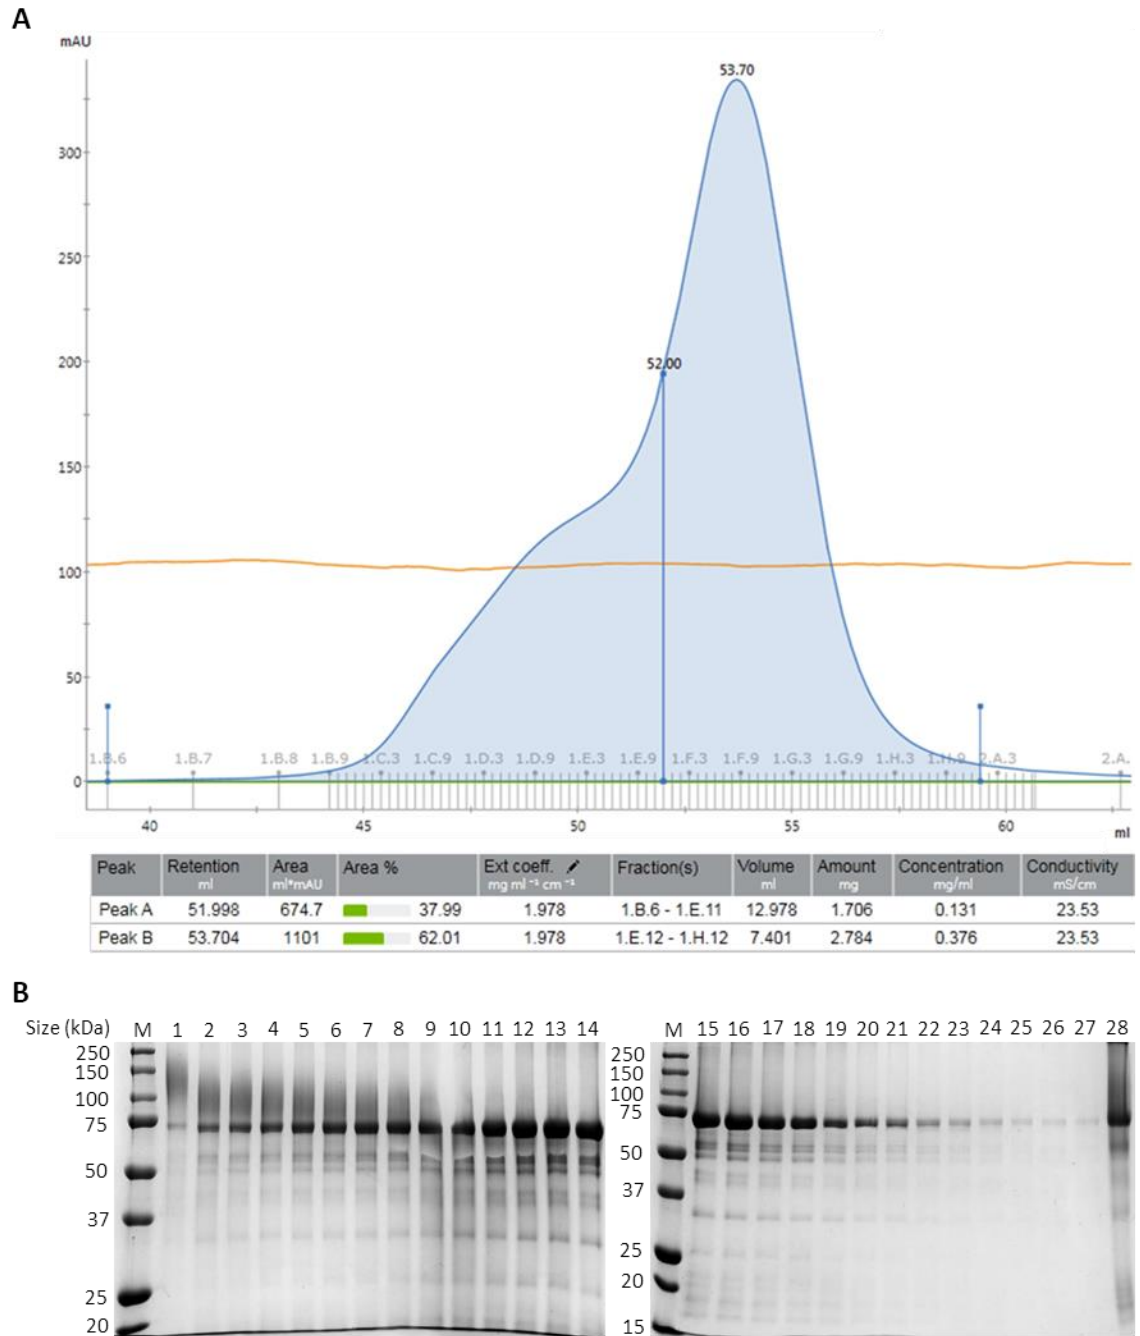 A
mAU
53.70
300
250
52.00
200
150
100
50
1.B.6 1.B.7 1.B.8 1.B.9 1.C.3 1.C.9 1.D.3 1.D.9 1.E.3 1.E.9 1.F.3 1.F.9 1.G.3 1.G.9 1.H.3 1.H.9 2.A.3 2.A.
0
40 45 50 55 60 ml
Peak Retention Area Area % Ext coeff. Fraction(s) Volume Amount Concentration Conductivity
ml ml*mAU mg ml ⁻¹ cm ⁻¹ ml mg mg/ml mS/cm
Peak A 51.998 674.7 37.99 1.978 1.B.6 - 1.E.11 12.978 1.706 0.131 23.53
Peak B 53.704 1101 62.01 1.978 1.E.12 - 1.H.12 7.401 2.784 0.376 23.53
B
Size (kDa) M 1 2 3 4 5 6 7 8 9 10 11 12 13 14
250
150
100
75
50
37
25
20
M 15 16 17 18 19 20 21 22 23 24 25 26 27 28
250
150
100
75
50
37
25
20
15